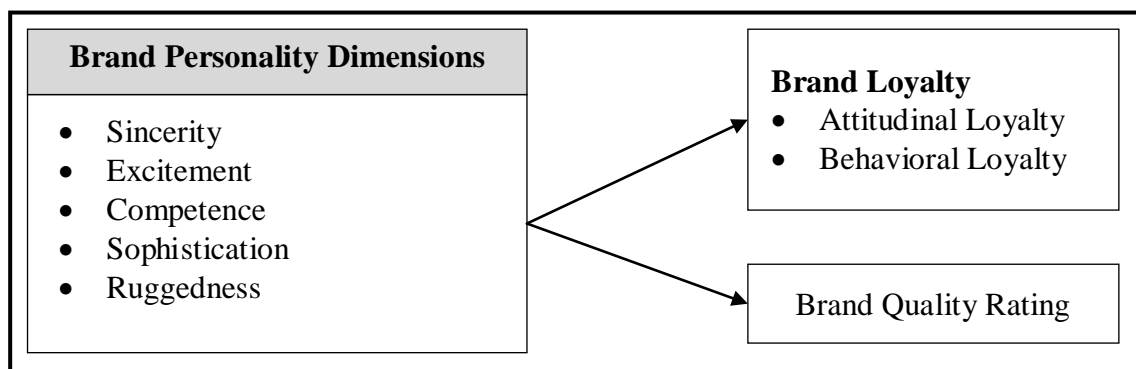 Brand Personality Dimensions
• Sincerity
• Excitement
• Competence
• Sophistication
• Ruggedness
Brand Loyalty
• Attitudinal Loyalty
• Behavioral Loyalty
Brand Quality Rating